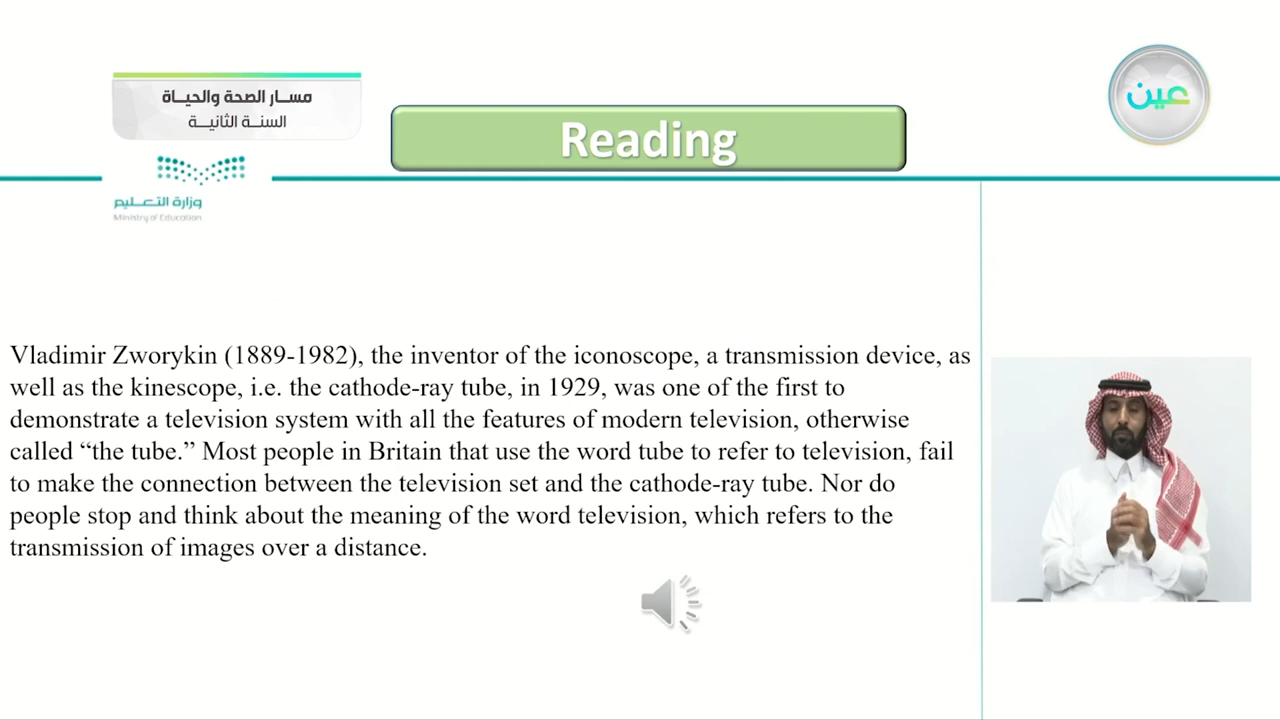 مسار الصحة والحياة
السنة الثانية
عين
Reading
وزارة التعليم
Ministry of Education
Vladimir Zworykin (1889-1982), the inventor of the iconoscope, a transmission device, as
well as the kinescope, i.e. the cathode-ray tube, in 1929, was one of the first to
demonstrate a television system with all the features of modern television, otherwise
called “the tube.” Most people in Britain that use the word tube to refer to television, fail
to make the connection between the television set and the cathode-ray tube. Nor do
people stop and think about the meaning of the word television, which refers to the
transmission of images over a distance.